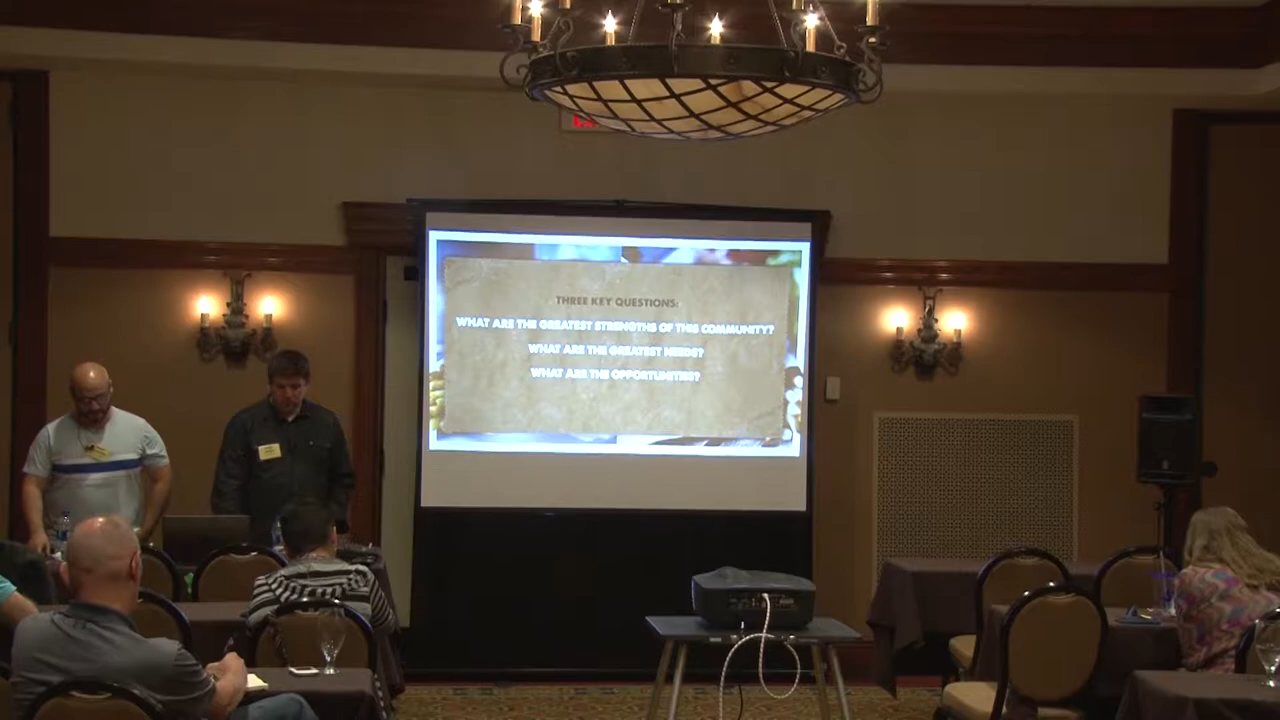 THREE KEY QUESTIONS:
WHAT ARE THE GREATEST STRENGTHS OF THIS COMMUNITY?
WHAT ARE THE GREATEST NEEDS?
WHAT ARE THE OPPORTUNITIES?